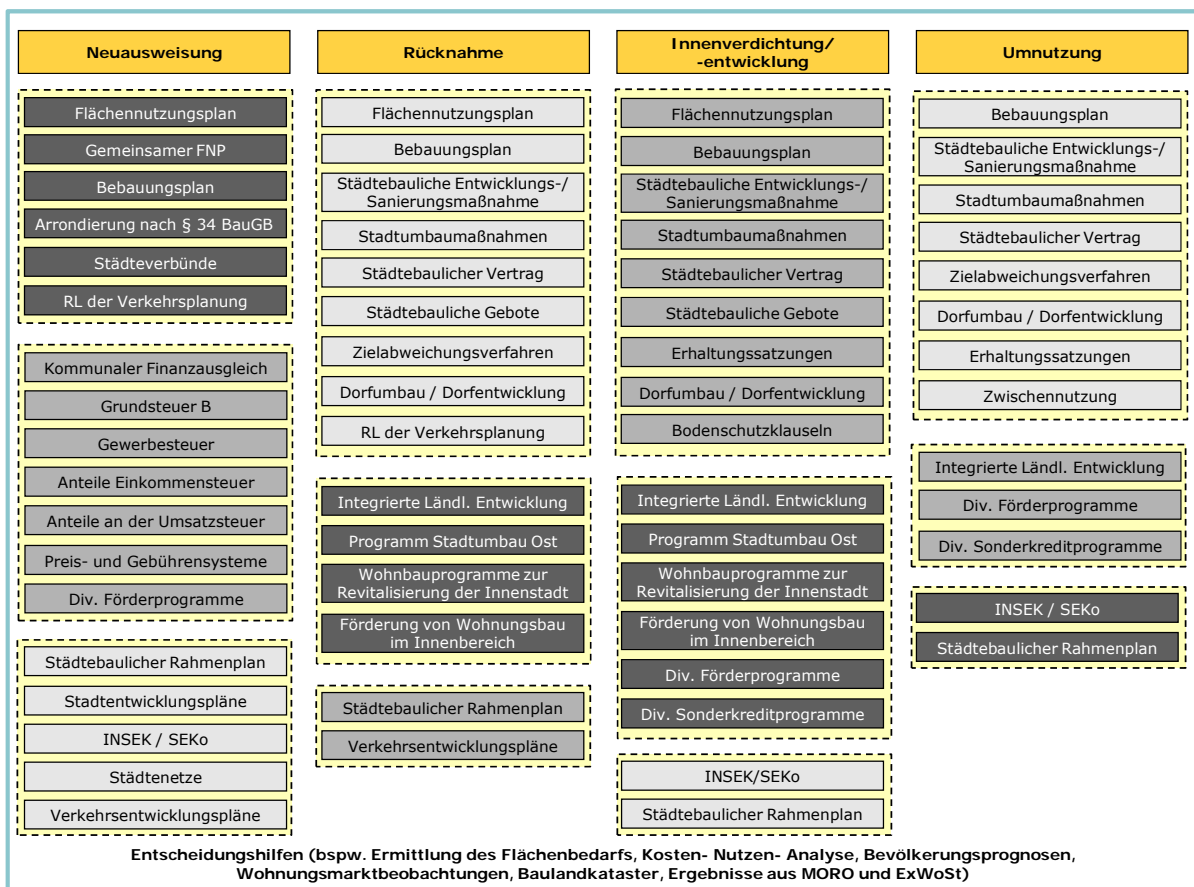 Neuausweisung
Flächennutzungsplan
Gemeinsamer FNP
Bebauungsplan
Arrondierung nach § 34 BauGB
Städteverbünde
RL der Verkehrsplanung
Kommunaler Finanzausgleich
Grundsteuer B
Gewerbesteuer
Anteile Einkommensteuer
Anteile an der Umsatzsteuer
Preis- und Gebührensysteme
Div. Förderprogramme
Städtebaulicher Rahmenplan
Stadtentwicklungspläne
INSEK / SEKo
Städtenetze
Verkehrsentwicklungspläne
Rücknahme
Flächennutzungsplan
Bebauungsplan
Städtebauliche Entwicklungs-/
Sanierungsmaßnahme
Stadtumbaumaßnahmen
Städtebaulicher Vertrag
Städtebauliche Gebote
Zielabweichungsverfahren
Dorfumbau / Dorfentwicklung
RL der Verkehrsplanung
Integrierte Ländl. Entwicklung
Programm Stadtumbau Ost
Wohnbauprogramme zur
Revitalisierung der Innenstadt
Förderung von Wohnungsbau
im Innenbereich
Städtebaulicher Rahmenplan
Verkehrsentwicklungspläne
Innenverdichtung/
-entwicklung
Flächennutzungsplan
Bebauungsplan
Städtebauliche Entwicklungs-/
Sanierungsmaßnahme
Stadtumbaumaßnahmen
Städtebaulicher Vertrag
Städtebauliche Gebote
Erhaltungssatzungen
Dorfumbau / Dorfentwicklung
Bodenschutzklauseln
Integrierte Ländl. Entwicklung
Programm Stadtumbau Ost
Wohnbauprogramme zur
Revitalisierung der Innenstadt
Förderung von Wohnungsbau
im Innenbereich
Div. Förderprogramme
Div. Sonderkreditprogramme
INSEK/SEKo
Städtebaulicher Rahmenplan
Umnutzung
Bebauungsplan
Städtebauliche Entwicklungs-/
Sanierungsmaßnahme
Stadtumbaumaßnahmen
Städtebaulicher Vertrag
Zielabweichungsverfahren
Dorfumbau / Dorfentwicklung
Erhaltungssatzungen
Zwischennutzung
Integrierte Ländl. Entwicklung
Div. Förderprogramme
Div. Sonderkreditprogramme
INSEK / SEKo
Städtebaulicher Rahmenplan
Entscheidungshilfen (bspw. Ermittlung des Flächenbedarfs, Kosten- Nutzen- Analyse, Bevölkerungsprognosen,
Wohnungsmarktbeobachtungen, Baulandkataster, Ergebnisse aus MORO und ExWoSt)